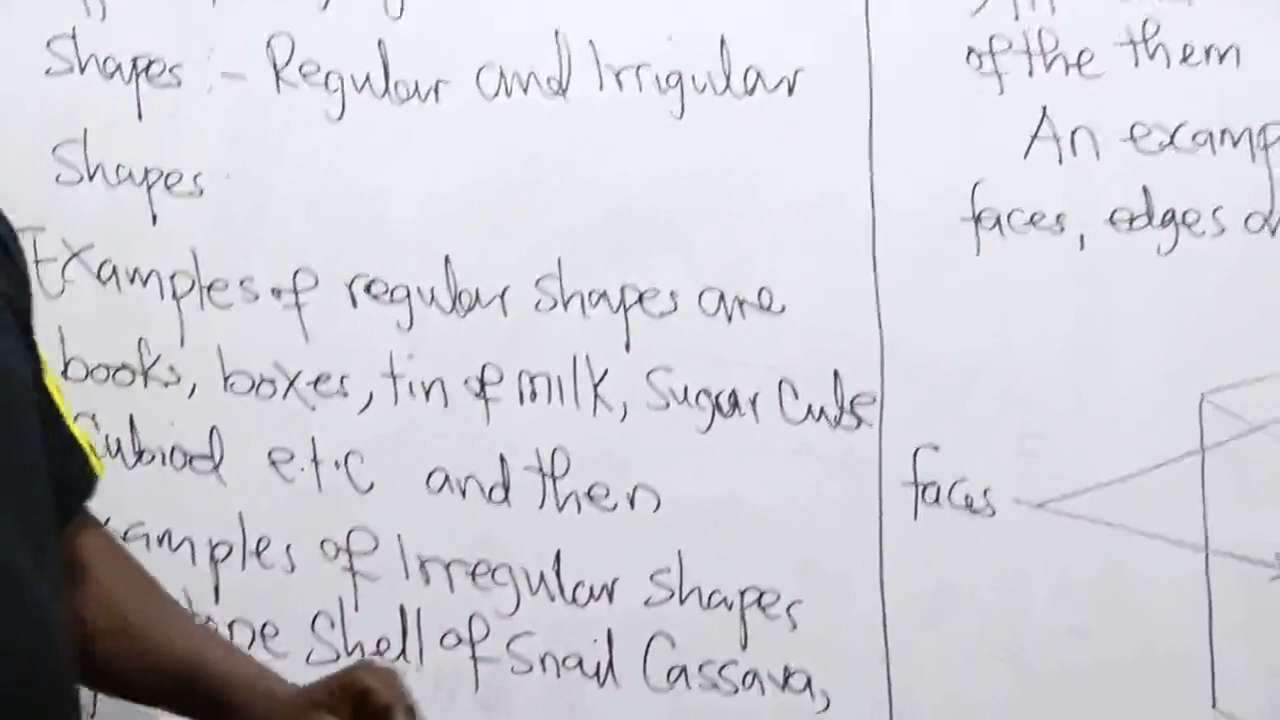 Shapes :- Regular and Irrigular
Shapes
Examples of regular shapes are
books, boxes, tin of milk, Sugar Cube
Cubiod e.t.c and then
amples of Irregular shapes
Shell of Snail Cassava,
of the them
An examp
faces, edges
faces